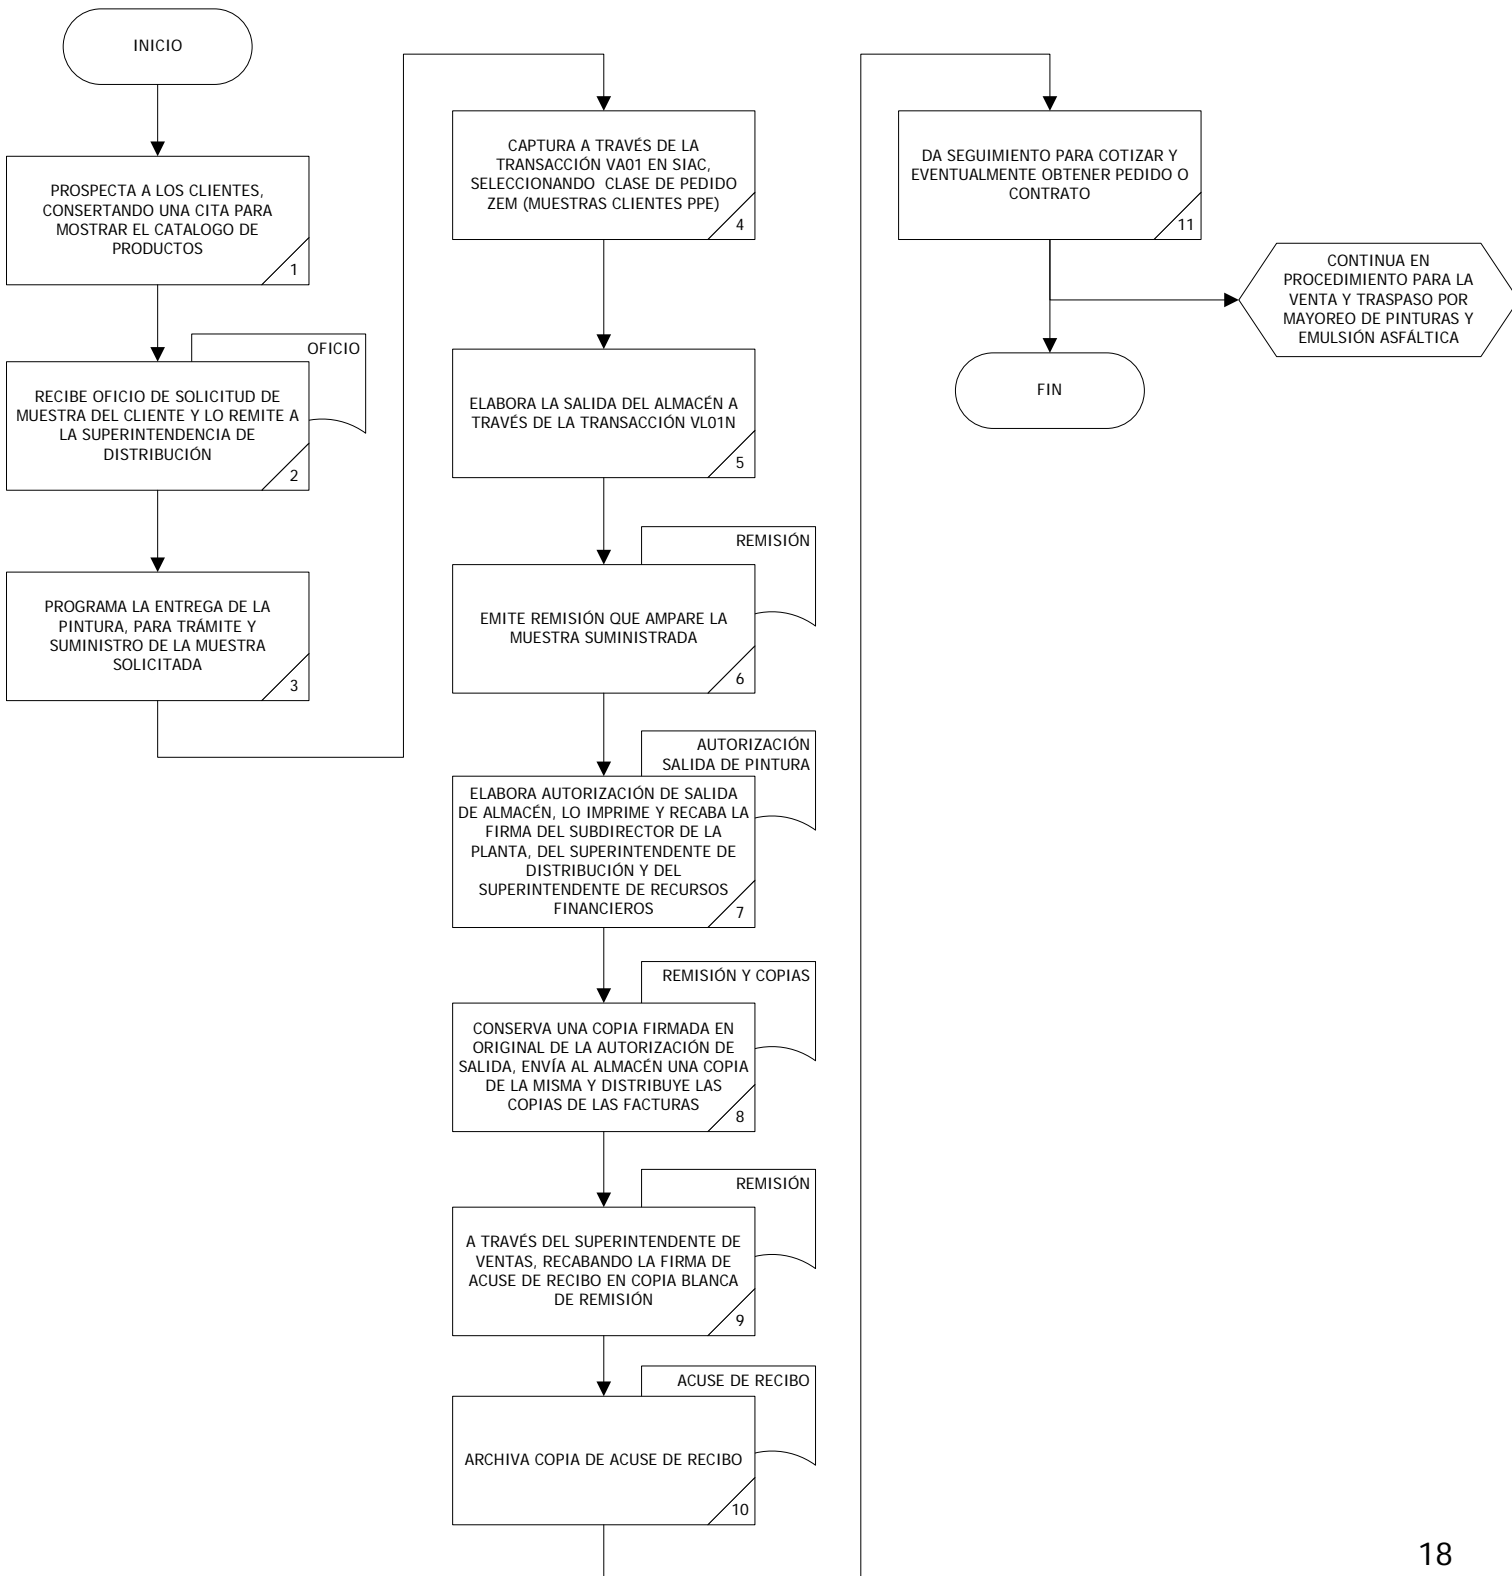 INICIO
PROSPECTA A LOS CLIENTES,
CONSERTANDO UNA CITA PARA
MOSTRAR EL CATALOGO DE
PRODUCTOS
1
OFICIO
RECIBE OFICIO DE SOLICITUD DE
MUESTRA DEL CLIENTE Y LO REMITE A
LA SUPERINTENDENCIA DE
DISTRIBUCIÓN
2
PROGRAMA LA ENTREGA DE LA
PINTURA, PARA TRÁMITE Y
SUMINISTRO DE LA MUESTRA
SOLICITADA
3
CAPTURA A TRAVÉS DE LA
TRANSACCIÓN VA01 EN SIAC,
SELECCIONANDO CLASE DE PEDIDO
ZEM (MUESTRAS CLIENTES PPE)
4
ELABORA LA SALIDA DEL ALMACÉN A
TRAVÉS DE LA TRANSACCIÓN VL01N
5
REMISIÓN
EMITE REMISIÓN QUE AMPARE LA
MUESTRA SUMINISTRADA
6
AUTORIZACIÓN
SALIDA DE PINTURA
ELABORA AUTORIZACIÓN DE SALIDA
DE ALMACÉN, LO IMPRIME Y RECABA LA
FIRMA DEL SUBDIRECTOR DE LA
PLANTA, DEL SUPERINTENDENTE DE
DISTRIBUCIÓN Y DEL
SUPERINTENDENTE DE RECURSOS
FINANCIEROS
7
REMISIÓN Y COPIAS
CONSERVA UNA COPIA FIRMADA EN
ORIGINAL DE LA AUTORIZACIÓN DE
SALIDA, ENVÍA AL ALMACÉN UNA COPIA
DE LA MISMA Y DISTRIBUYE LAS
COPIAS DE LAS FACTURAS
8
REMISIÓN
A TRAVÉS DEL SUPERINTENDENTE DE
VENTAS, RECABANDO LA FIRMA DE
ACUSE DE RECIBO EN COPIA BLANCA
DE REMISIÓN
9
ACUSE DE RECIBO
ARCHIVA COPIA DE ACUSE DE RECIBO
10
DA SEGUIMIENTO PARA COTIZAR Y
EVENTUALMENTE OBTENER PEDIDO O
CONTRATO
11
CONTINUA EN
PROCEDIMIENTO PARA LA
VENTA Y TRASPASO POR
MAYOREO DE PINTURAS Y
EMULSIÓN ASFÁLTICA
FIN
18